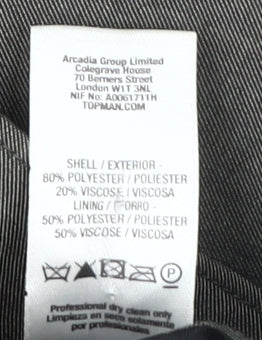 Arcadia Group Limited
Colegrave House
70 Berners Street
London W1T 3NL
NIF No: A0061711H
TOPMAN.COM
SHELL / EXTERIOR -
80% POLYESTER / POLIESTER
20% VISCOSE / VISCOSA
LINING / FORRO -
50% POLYESTER / POLIESTER
50% VISCOSE / VISCOSA
P
Professional dry clean only
Limpieza en seco solamente
por profesionales